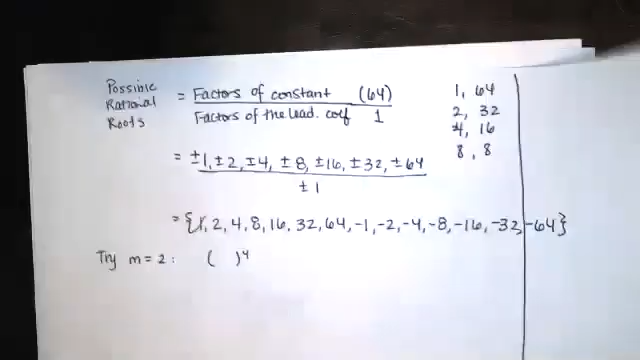 Possible
Rational
Roots
= Factors of constant (64)
Factors of the lead. coef 1
1, 64
2, 32
4, 16
8, 8
= ±1, ±2, ±4, ±8, ±16, ±32, ±64
±1
= {1, 2, 4, 8, 16, 32, 64, -1, -2, -4, -8, -16, -32, -64}
Try m = 2: ( )⁴